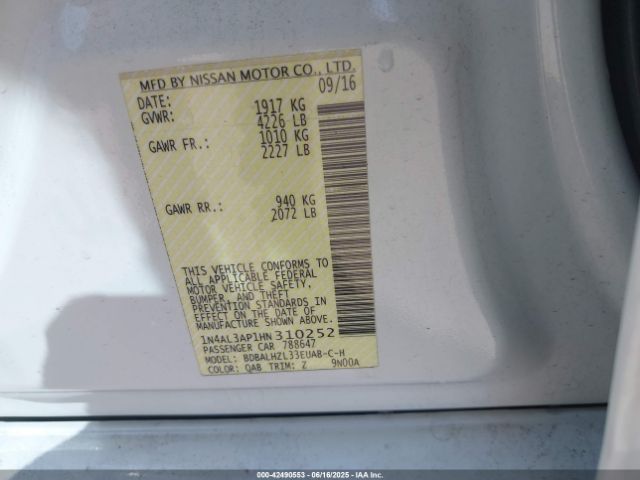 MFD BY NISSAN MOTOR CO., LTD.
DATE: 09/16
GVWR: 1917 KG
4226 LB
GAWR FR.: 1010 KG
2227 LB
GAWR RR.: 940 KG
2072 LB
THIS VEHICLE CONFORMS TO
ALL APPLICABLE FEDERAL
MOTOR VEHICLE SAFETY,
BUMPER, AND THEFT
PREVENTION STANDARDS IN
EFFECT ON THE DATE OF
MANUFACTURE SHOWN ABOVE.
1N4AL3AP1HN310252
PASSENGER CAR 788647
MODEL: BDBALHZL33EUAB-C-H
COLOR: QAB TRIM: Z 9N00A
000-42490553 - 06/16/2025 - IAA Inc.